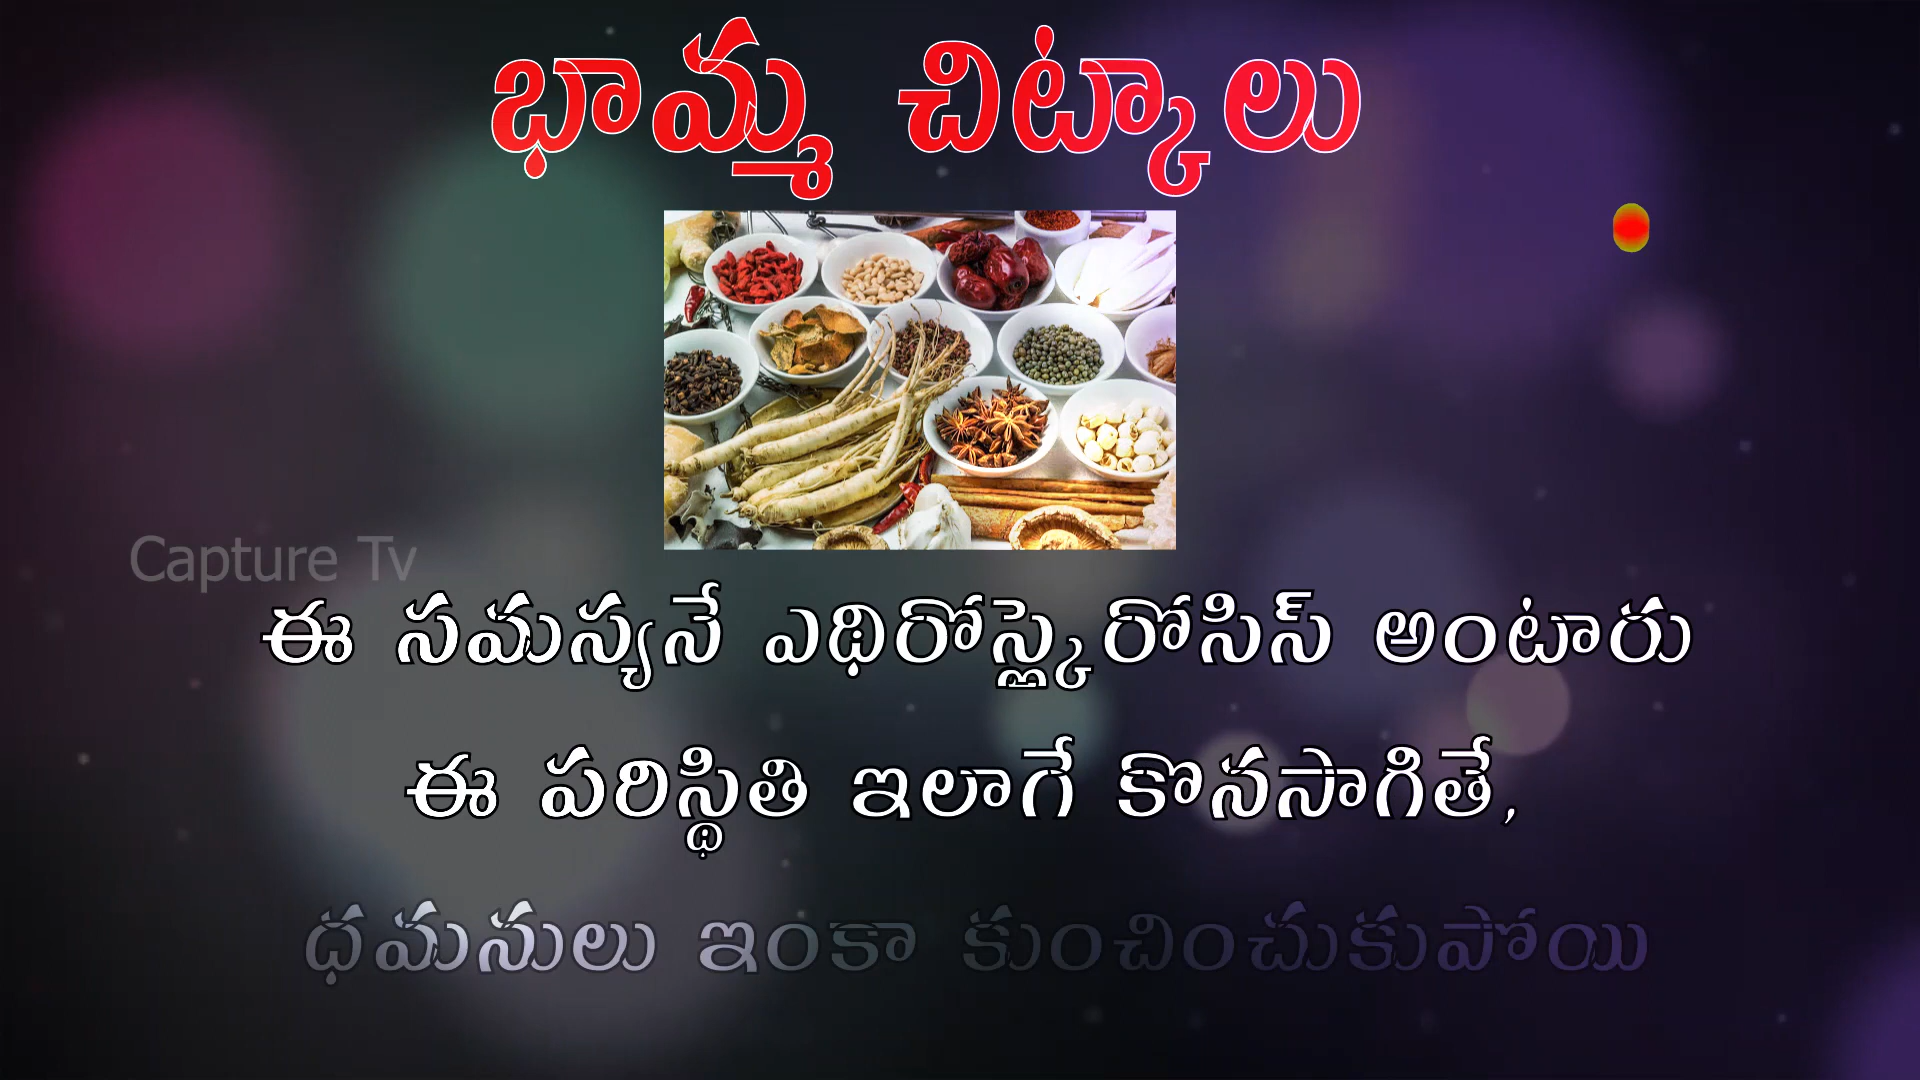 భామ్మ చిట్కాలు
Capture Tv
ఈ సమస్యనే ఎథిరోస్ల్కెరోసిస్ అంటారు
ఈ పరిస్థితి ఇలాగే కొనసాగితే,
ధమనులు ఇంకా కుంచించుకుపోయి